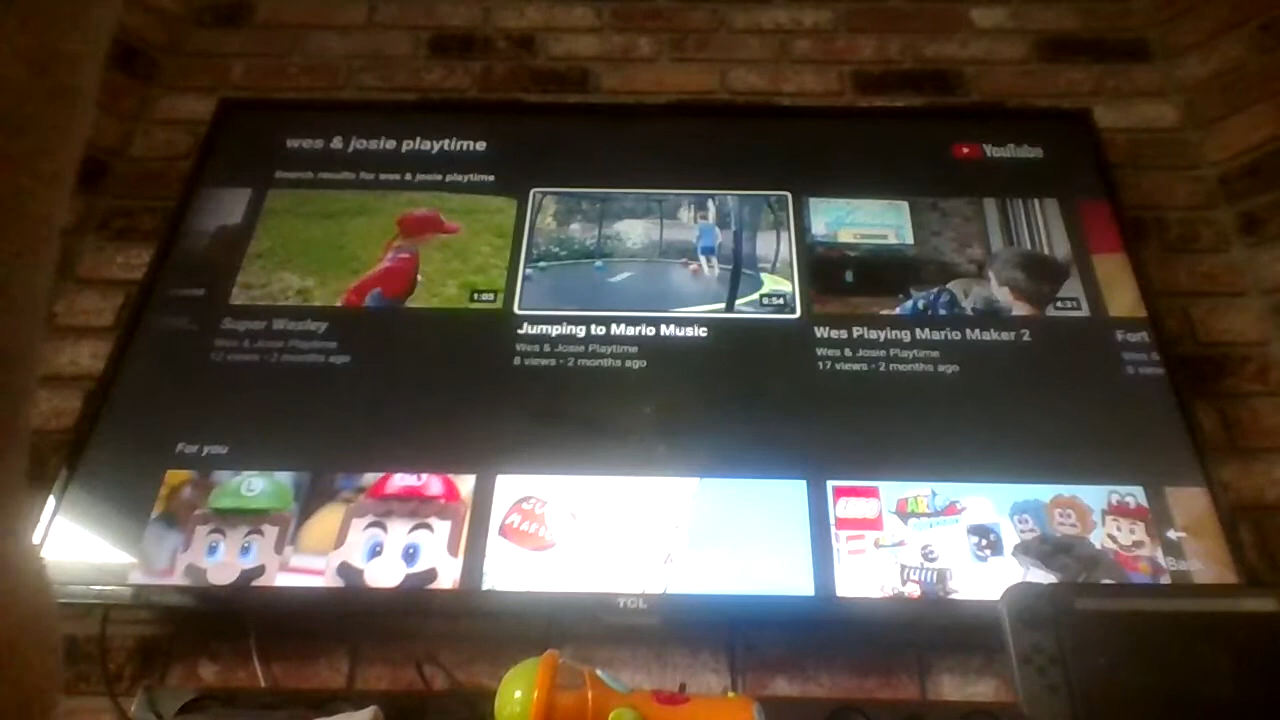 wes & josie playtime
YouTube
Search results for wes & josie playtime
1:03
0:54
4:31
Super Wesley
Wes & Josie Playtime
12 views • 2 months ago
Jumping to Mario Music
Wes & Josie Playtime
8 views • 2 months ago
Wes Playing Mario Maker 2
Wes & Josie Playtime
17 views • 2 months ago
Fort
For you
L
LEGO
Back
TCL